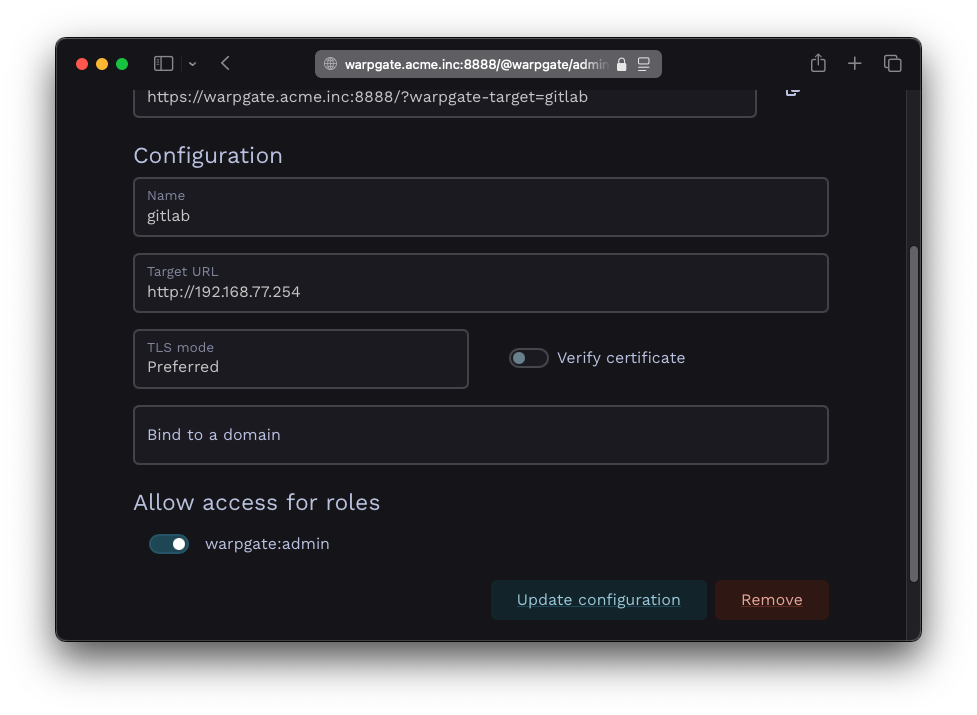 warpgate.acme.inc:8888/@warpgate/admin
https://warpgate.acme.inc:8888/?warpgate-target=gitlab
Configuration
Name
gitlab
Target URL
http://192.168.77.254
TLS mode
Preferred
Verify certificate
Bind to a domain
Allow access for roles
warpgate:admin
Update configuration
Remove